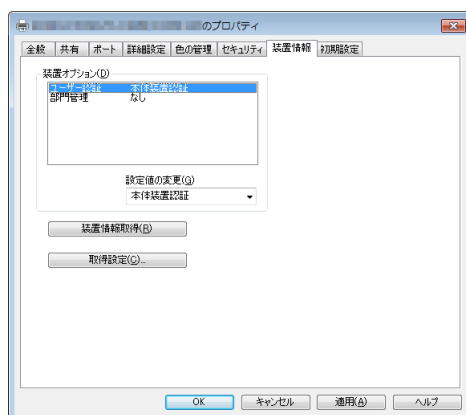 のプロパティ
全般 共有 ポート 詳細設定 色の管理 セキュリティ 装置情報 初期設定
装置オプション(D)
ユーザー認証 本体装置認証
部門管理 なし
設定値の変更(G)
本体装置認証
装置情報取得(R)
取得設定(C)...
OK キャンセル 適用(A) ヘルプ